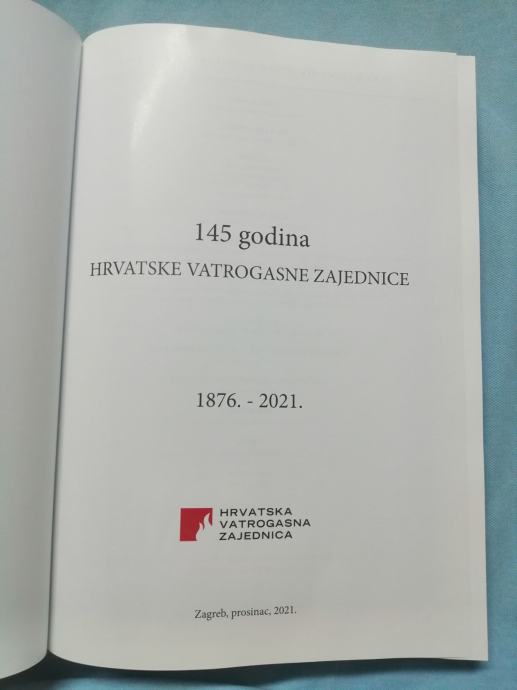 145 godina
HRVATSKE VATROGASNE ZAJEDNICE
1876. - 2021.
HRVATSKA
VATROGASNA
ZAJEDNICA
Zagreb, prosinac, 2021.